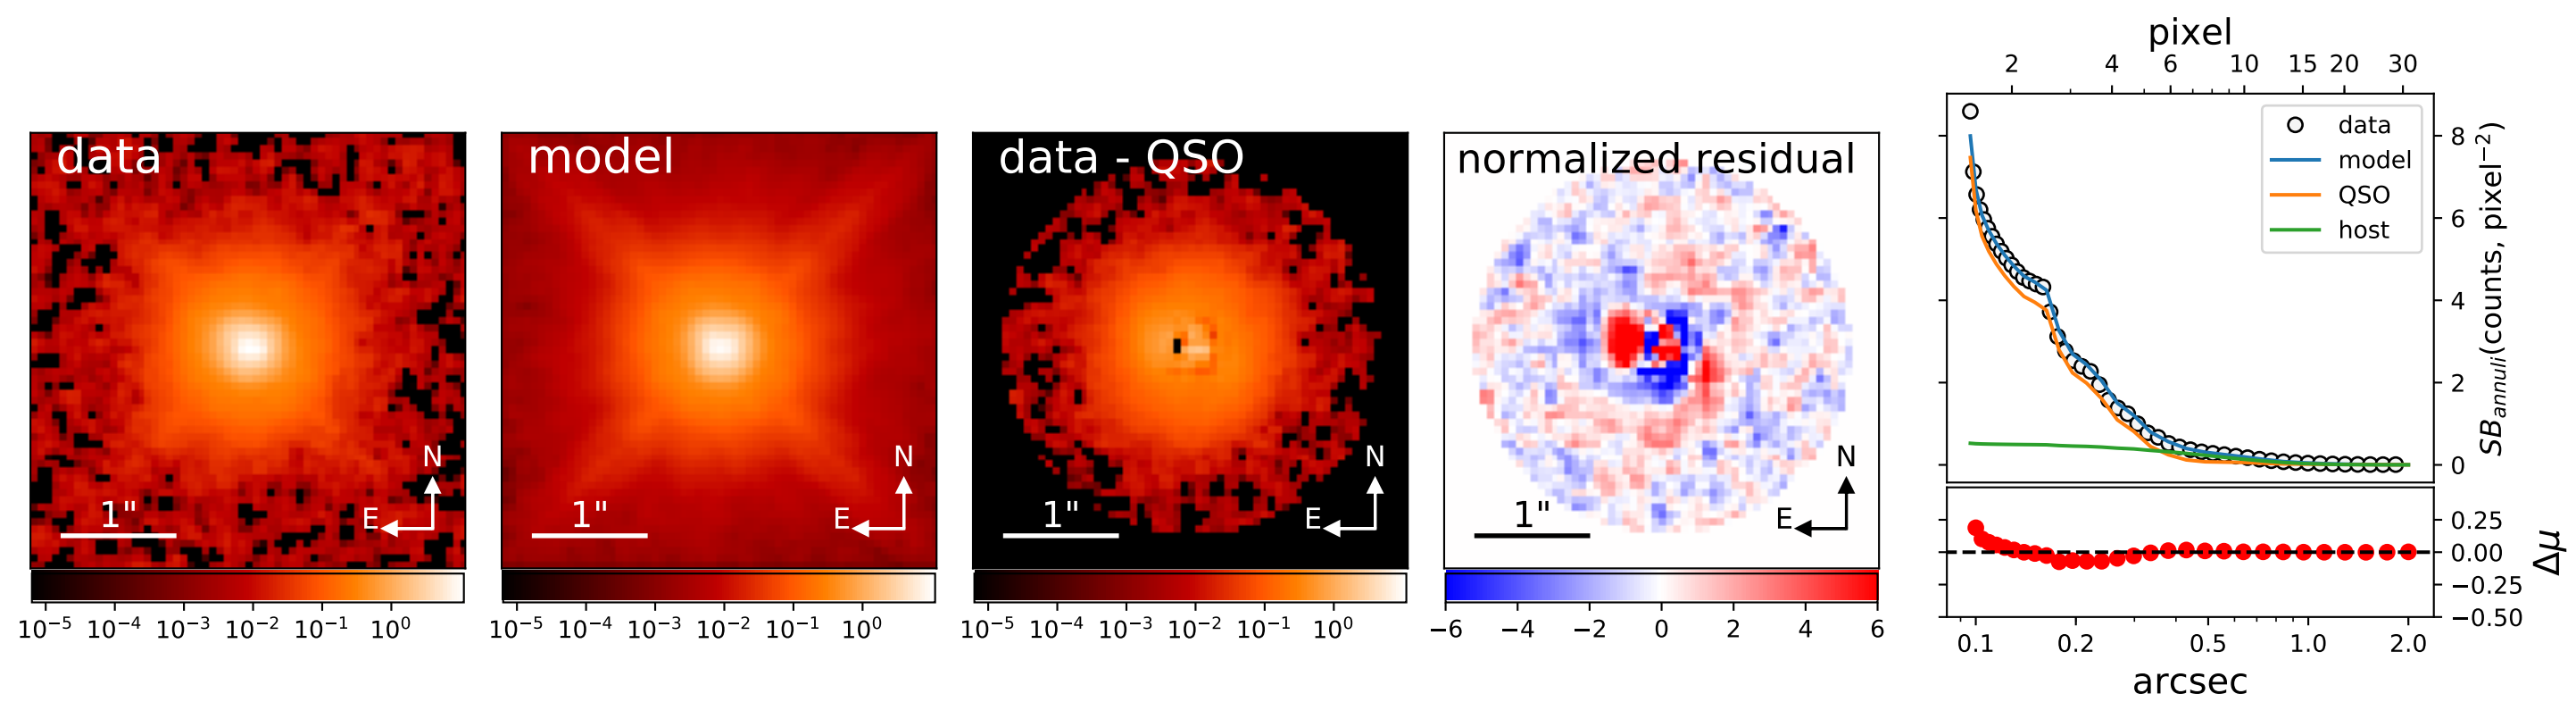 data
1"
N
E
10⁻⁵ 10⁻⁴ 10⁻³ 10⁻² 10⁻¹ 10⁰
model
1"
N
E
10⁻⁵ 10⁻⁴ 10⁻³ 10⁻² 10⁻¹ 10⁰
data - QSO
1"
N
E
10⁻⁵ 10⁻⁴ 10⁻³ 10⁻² 10⁻¹ 10⁰
normalized residual
1"
N
E
−6 −4 −2 0 2 4 6
pixel
2 4 6 10 15 20 30
data
model
QSO
host
8
6
4
2
0
SB_annuli(counts, pixel⁻²)
0.25
0.00
−0.25
−0.50
Δμ
0.1 0.2 0.5 1.0 2.0
arcsec